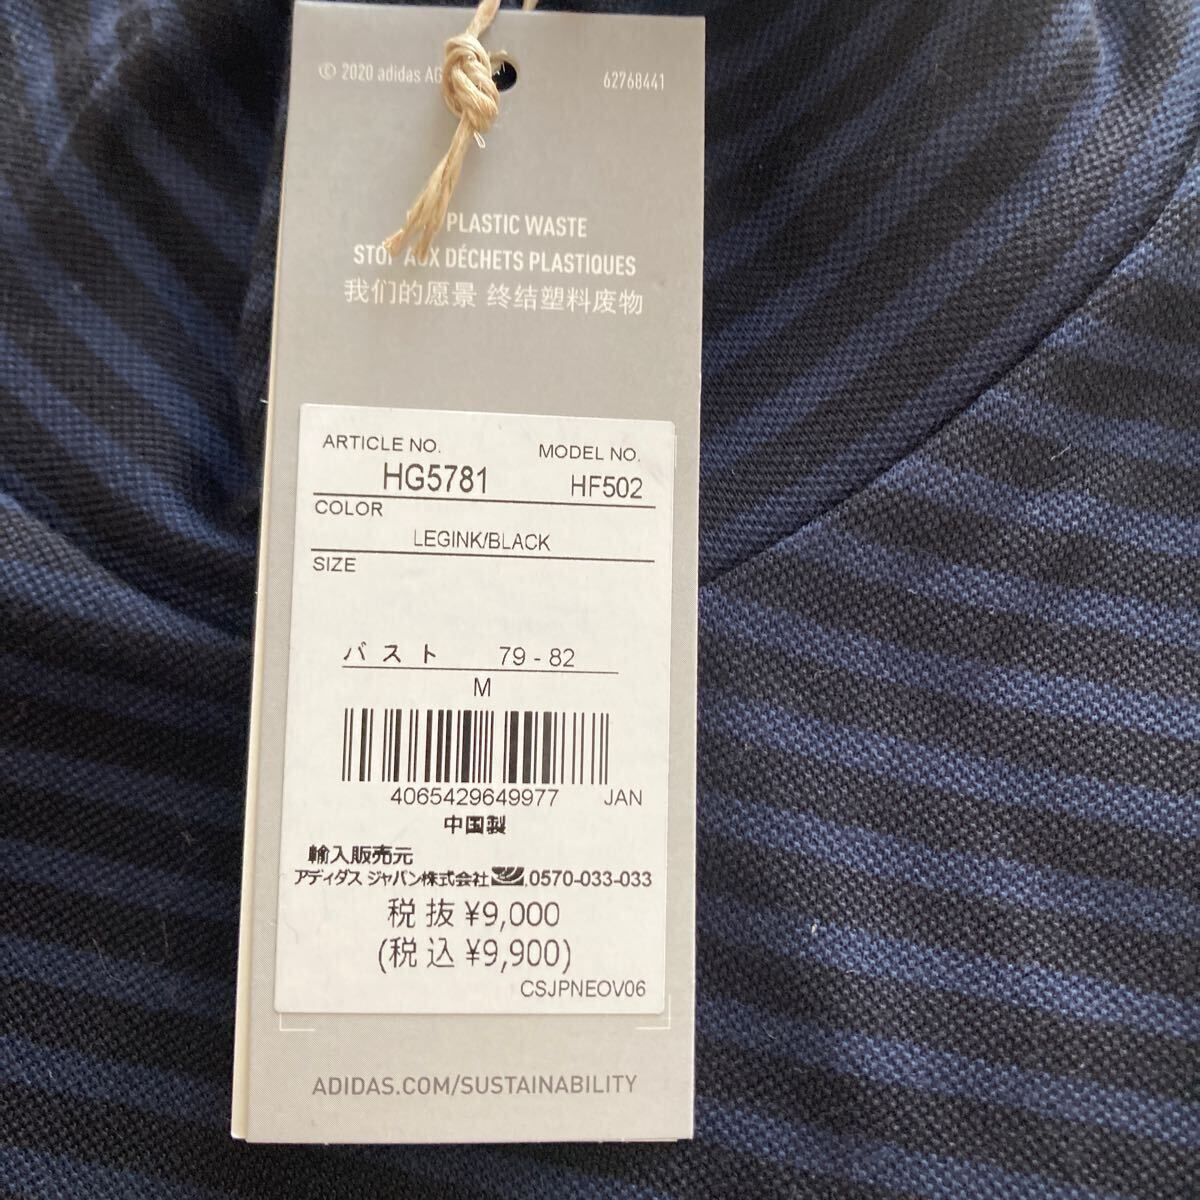 © 2020 adidas AG
62768441
PLASTIC WASTE
AUX DÉCHETS PLASTIQUES
我们的愿景 终结塑料废物
ARTICLE NO. MODEL NO.
HG5781 HF502
COLOR
LEGINK/BLACK
SIZE
バスト 79 - 82
M
4065429649977 JAN
中国製
輸入販売元
アディダス ジャパン株式会社 0570-033-033
税抜 ¥9,000
(税込 ¥9,900)
CSJPNEOV06
ADIDAS.COM/SUSTAINABILITY